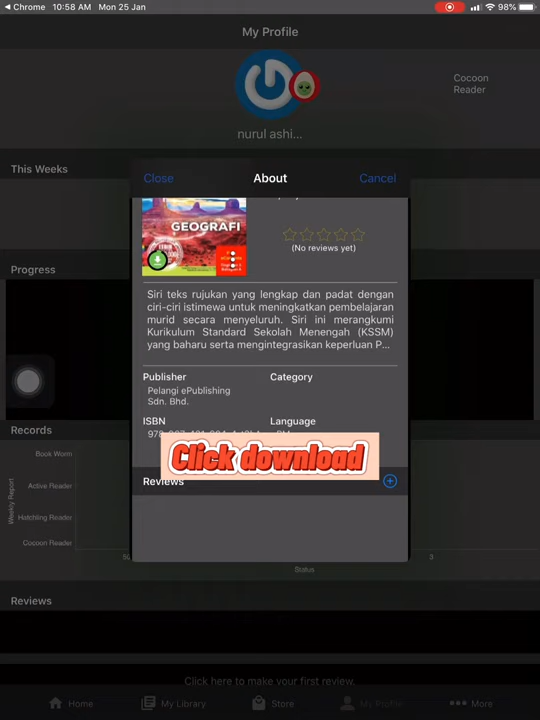 Chrome 10:58 AM Mon 25 Jan 98%
My Profile
Cocoon
Reader
nurul ashi...
This Weeks
Close About Cancel
GEOGRAFI
(No reviews yet)
Progress
Siri teks rujukan yang lengkap dan padat dengan
ciri-ciri istimewa untuk meningkatkan pembelajaran
murid secara menyeluruh. Siri ini merangkumi
Kurikulum Standard Sekolah Menengah (KSSM)
yang baharu serta mengintegrasikan keperluan P...
Publisher Category
Pelangi ePublishing
Sdn. Bhd.
ISBN Language
Click download
Reviews
Records
Book Worm
Active Reader
Hatchling Reader
Cocoon Reader
Weekly Report
50 3
Status
Reviews
Click here to make your first review.
Home My Library Store My Profile More